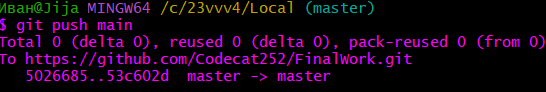 Иван@Jija MINGW64 /c/23vvv4/Local (master)
$ git push main
Total 0 (delta 0), reused 0 (delta 0), pack-reused 0 (from 0)
To https://github.com/Codecat252/FinalWork.git
   5026685..53c602d  master -> master